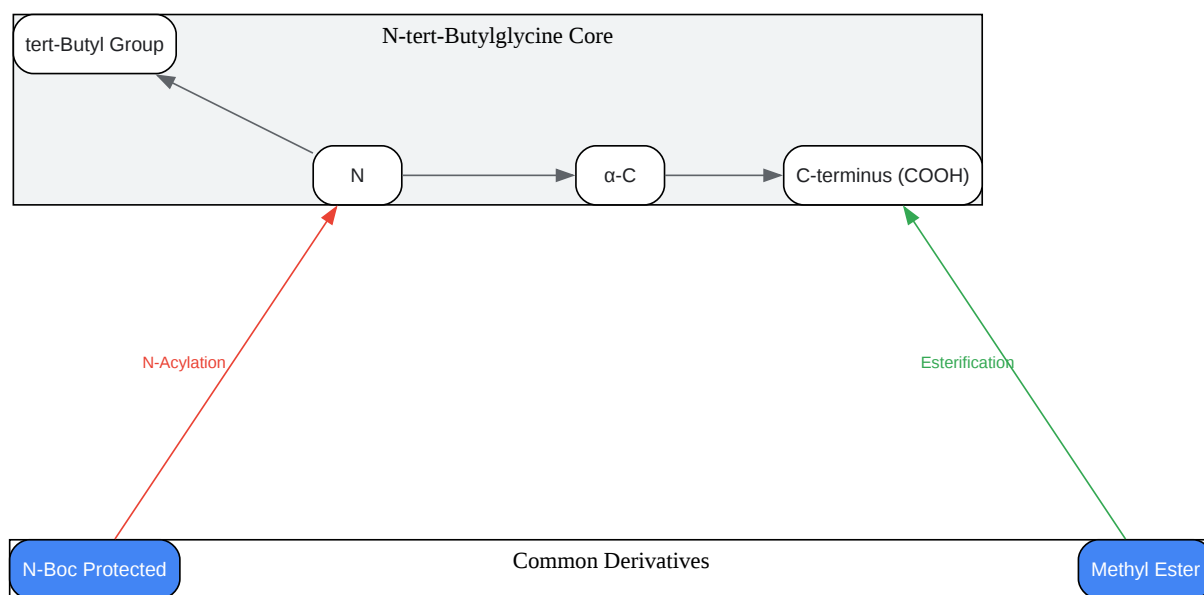 N-tert-Butylglycine Core
tert-Butyl Group
N
α-C
C-terminus (COOH)
N-Acylation
Esterification
Common Derivatives
N-Boc Protected
Methyl Ester